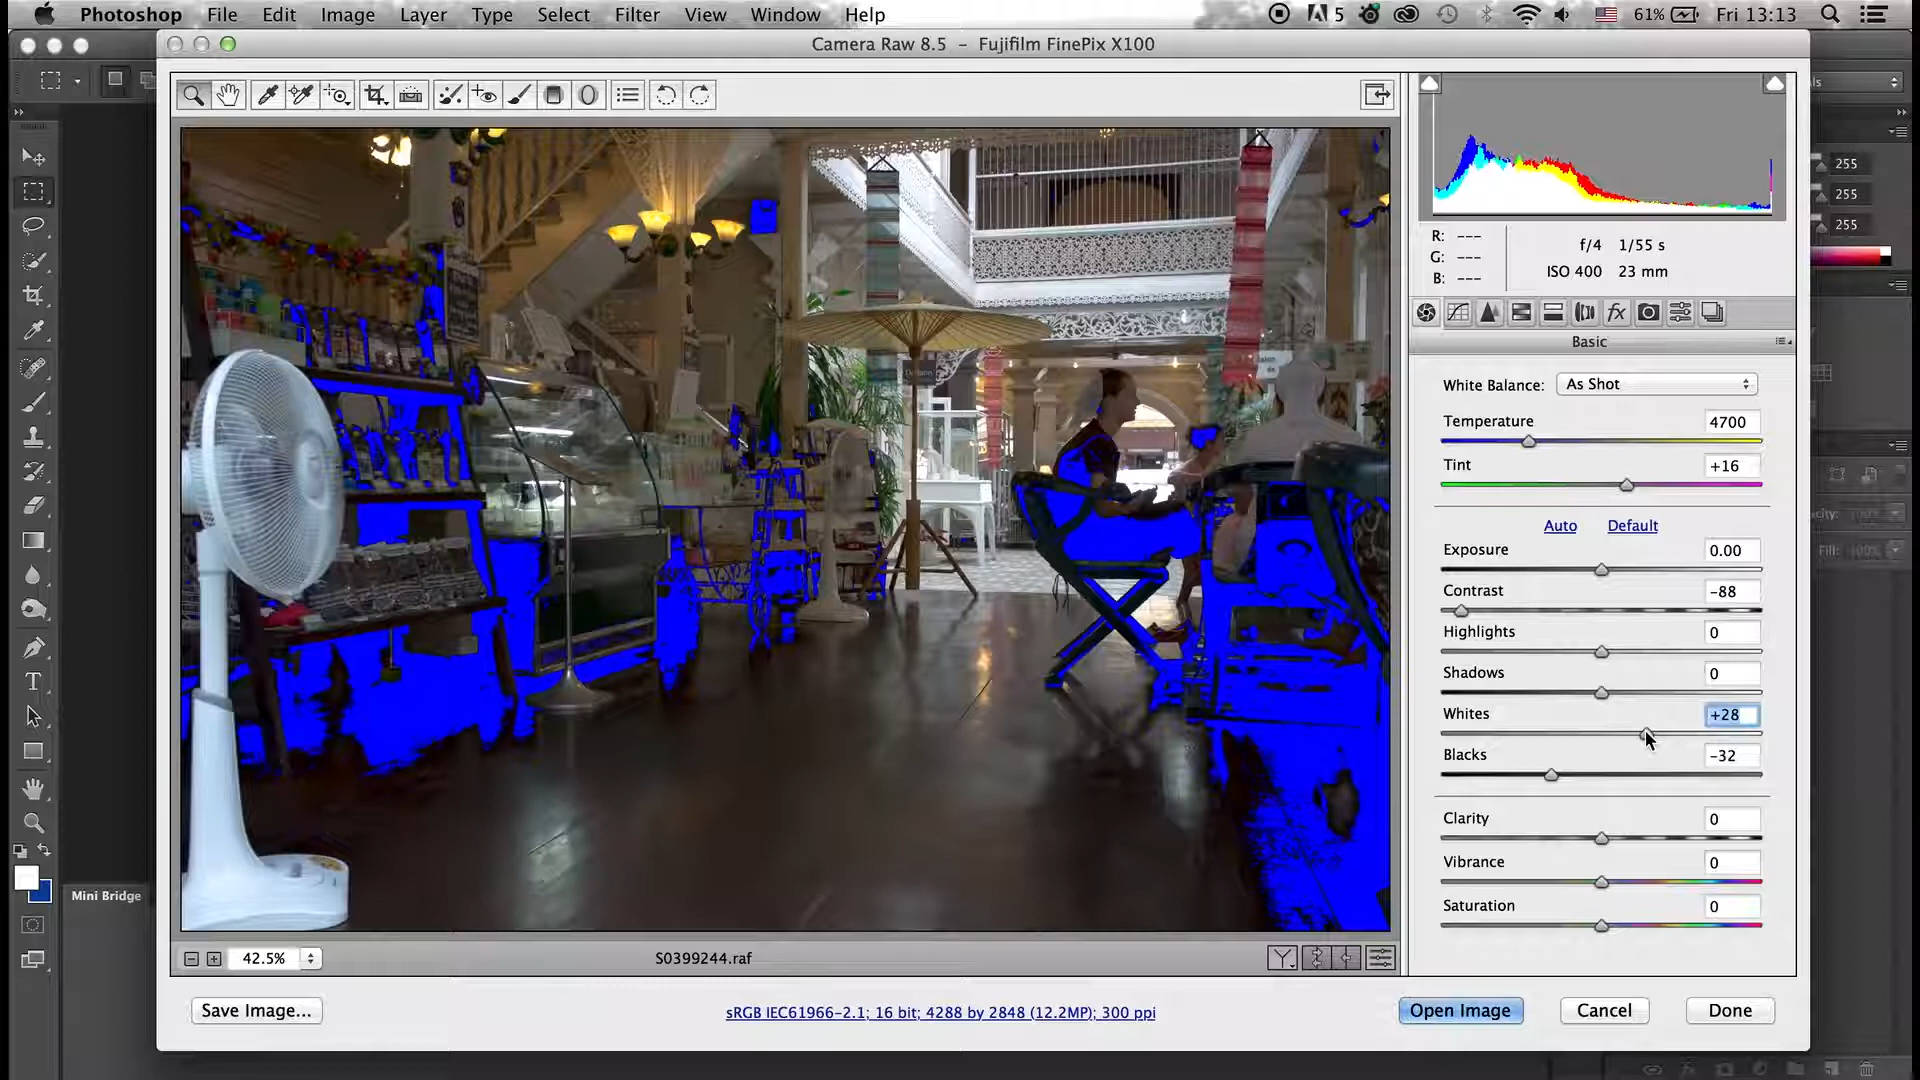 Photoshop File Edit Image Layer Type Select Filter View Window Help 5 61% Fri 13:13
Camera Raw 8.5 – Fujifilm FinePix X100
255
255
255
R: ---
G: ---
B: ---
f/4 1/55 s
ISO 400 23 mm
fx
Basic
White Balance: As Shot
Temperature 4700
Tint +16
Auto Default
Exposure 0.00
Contrast -88
Highlights 0
Shadows 0
Whites +28
Blacks -32
Clarity 0
Vibrance 0
Saturation 0
T
Mini Bridge
42.5%
S0399244.raf
Save Image...
sRGB IEC61966-2.1; 16 bit; 4288 by 2848 (12.2MP); 300 ppi
Open Image Cancel Done